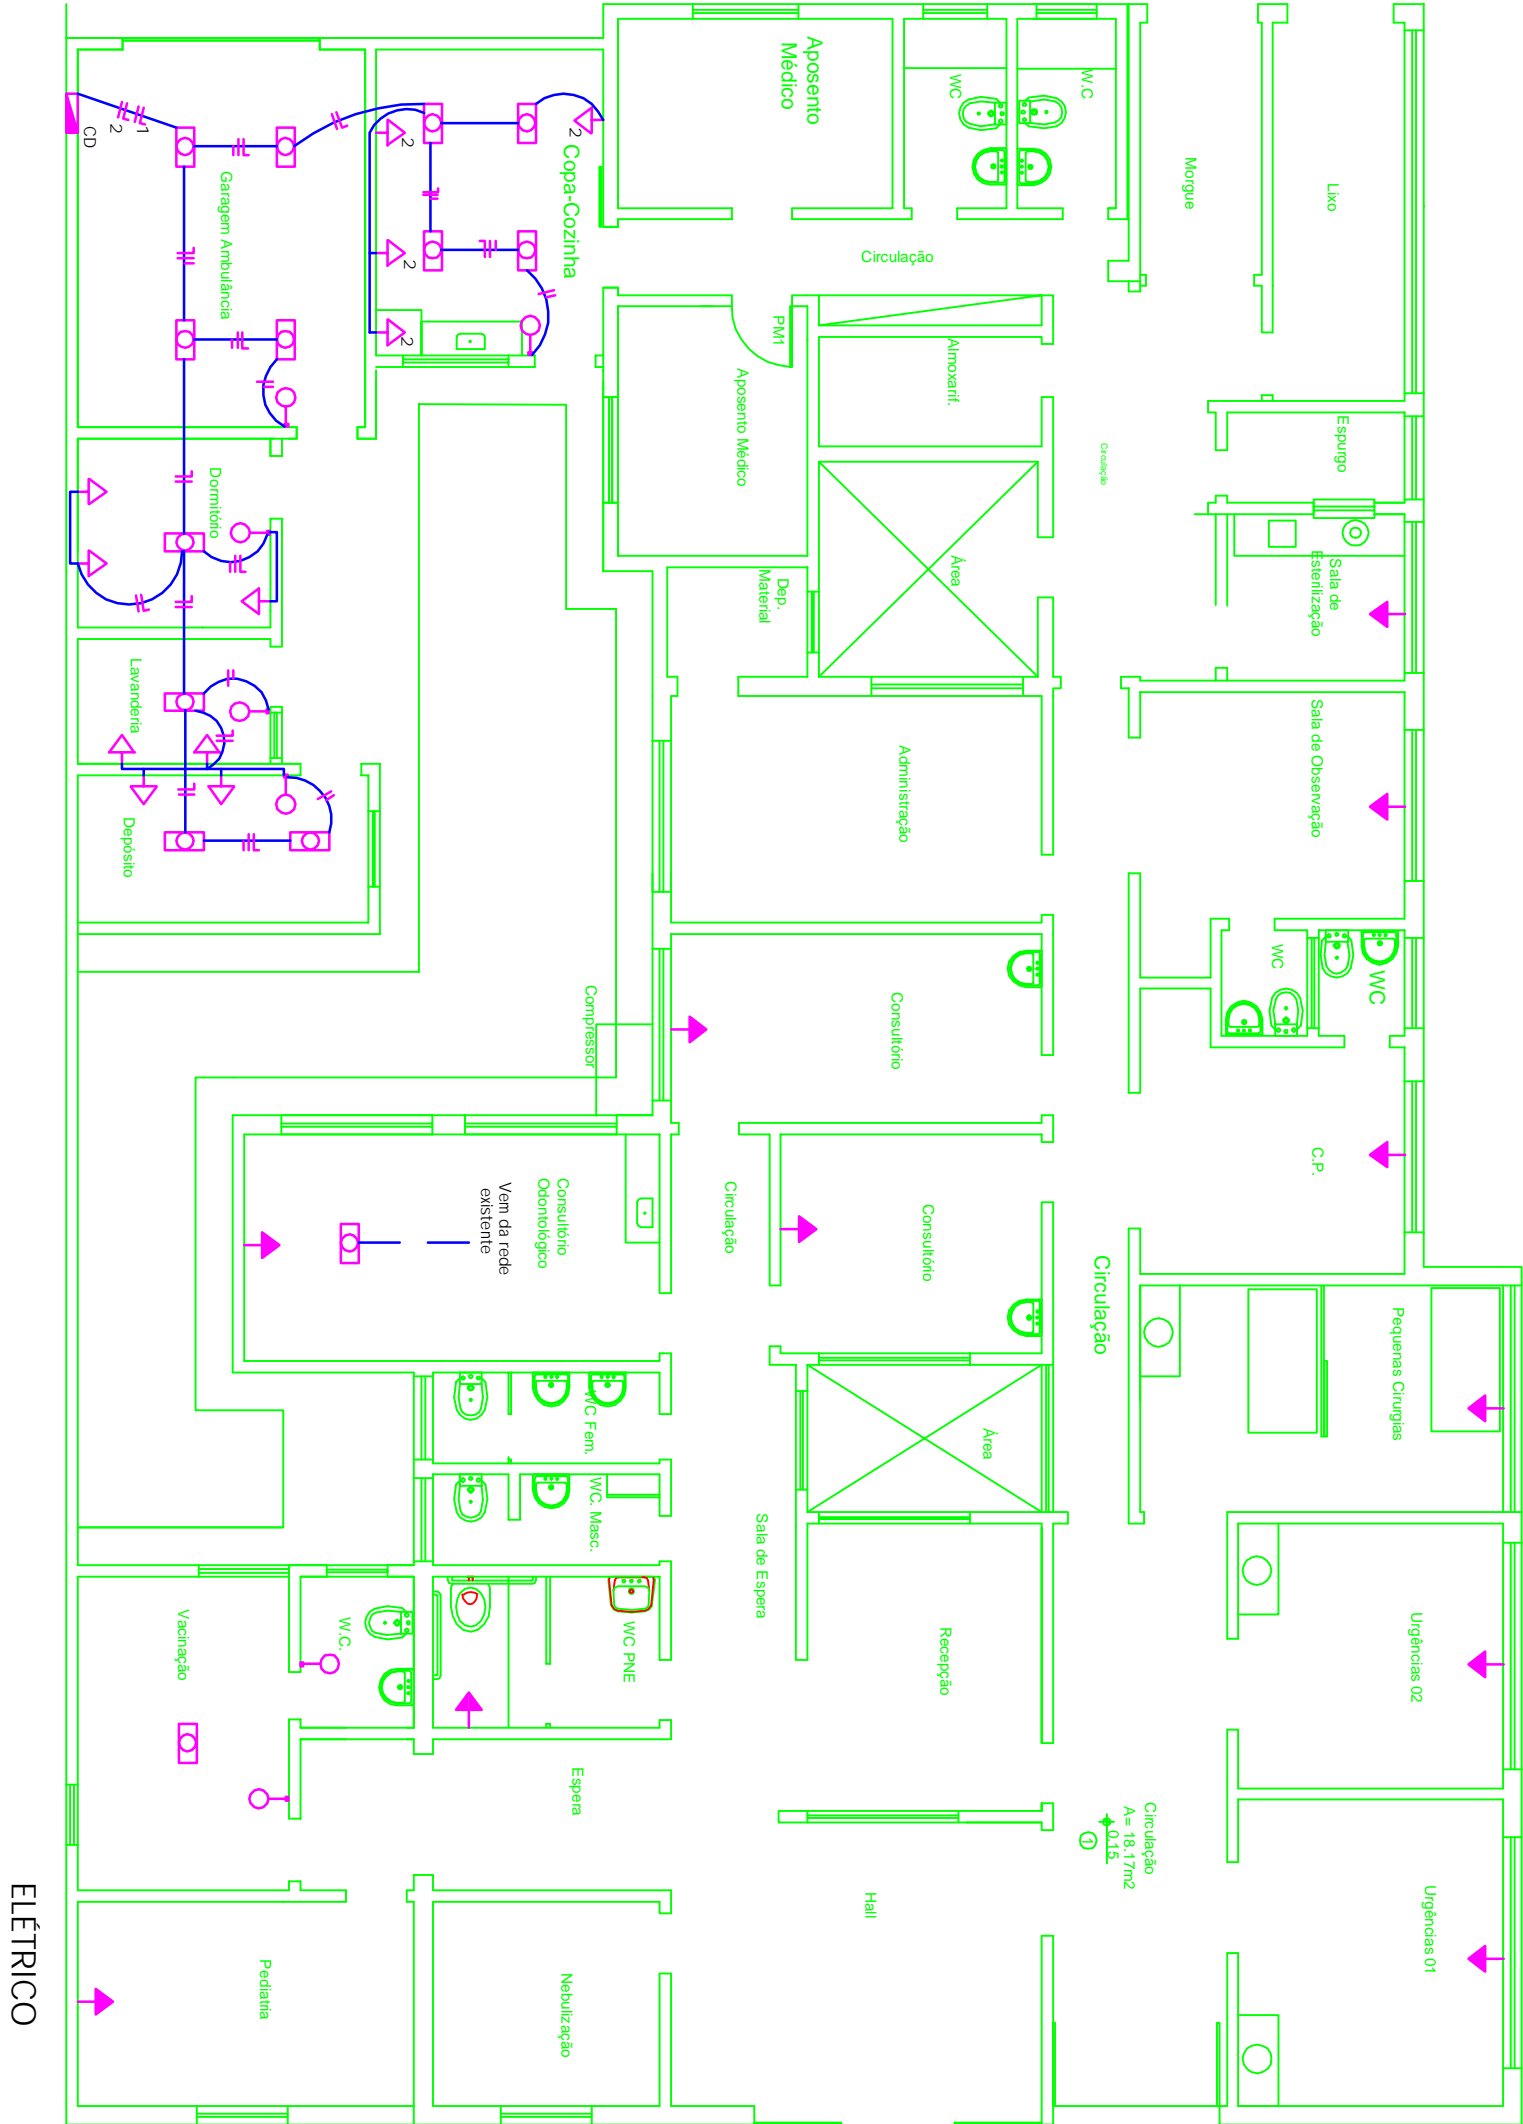 Aposento
Médico
WC
W.C
Morgue
Lixo
CD
1
2
Garagem Ambulância
2
2
2
2
Copa-Cozinha
Circulação
PM1
Aposento Médico
Almoxarif.
Circulação
Espurgo
Sala de
Esterilização
Dormitório
Dep.
Material
Área
Lavanderia
Depósito
Administração
Sala de Observação
WC
WC
Compressor
Consultório
C.P.
Vem da rede
existente
Consultório
Odontológico
Circulação
Consultório
Circulação
Pequenas Cirurgias
WC Fem.
WC. Masc.
Área
Sala de Espera
Vacinação
W.C.
WC PNE
Recepção
Urgências 02
Espera
Circulação
A= 18.17m2
0.15
1
Hall
Urgências 01
Pediatria
Nebulização
ELÉTRICO